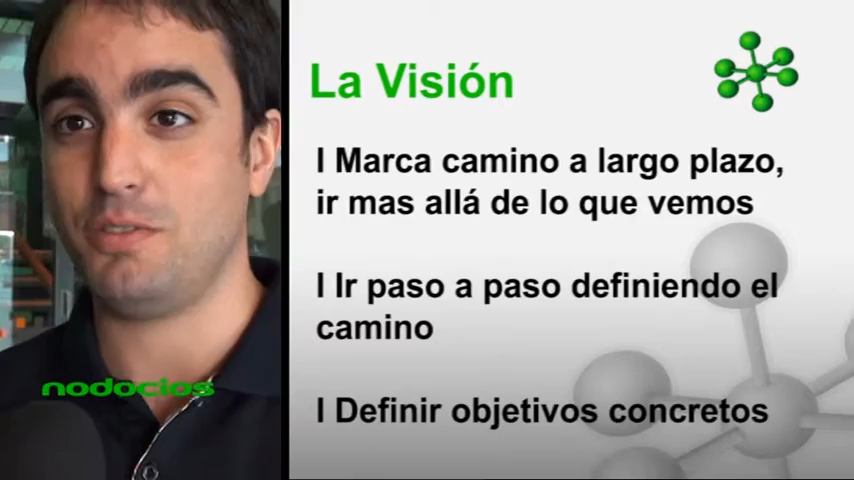 La Visión
l Marca camino a largo plazo,
ir mas allá de lo que vemos
l Ir paso a paso definiendo el
camino
l Definir objetivos concretos
nodocios